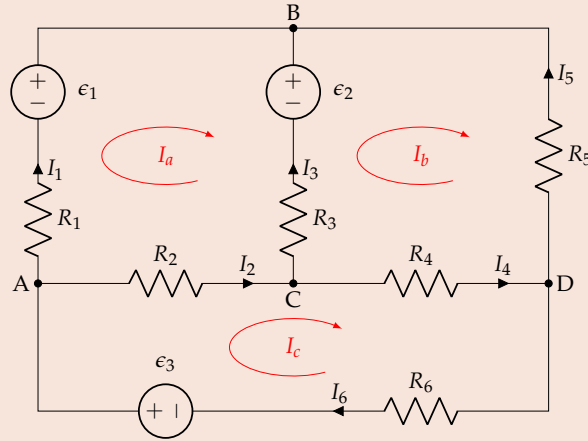 B
+
−
ϵ1
+
−
ϵ2
I5
Ia
Ib
I1
I3
R5
R1
R3
R2
I2
R4
I4
A
C
D
Ic
ϵ3
+ −
I6
R6